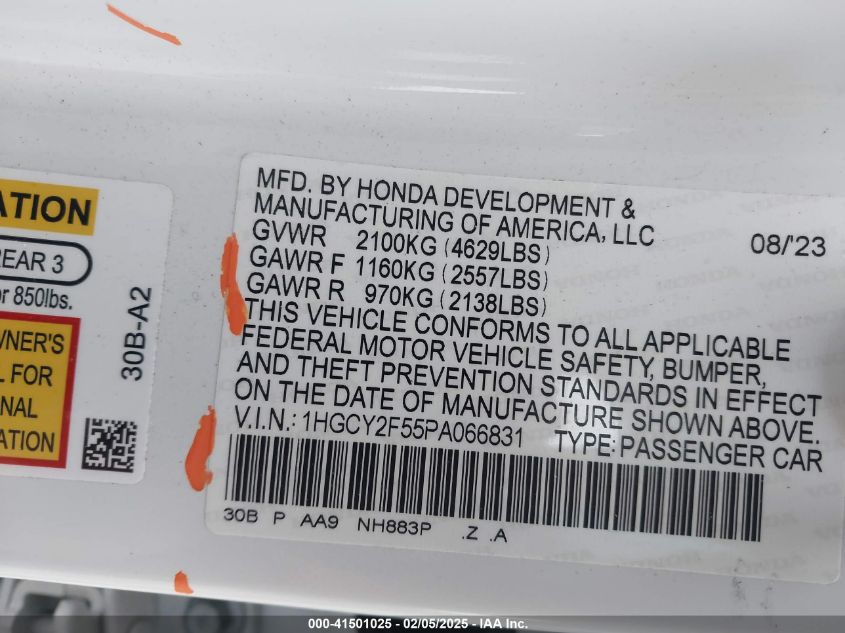 ATION
REAR 3
or 850lbs.
WNER'S
L FOR
NAL
ATION
30B-A2
MFD. BY HONDA DEVELOPMENT &
MANUFACTURING OF AMERICA, LLC
08/'23
GVWR 2100KG (4629LBS)
GAWR F 1160KG (2557LBS)
GAWR R 970KG (2138LBS)
THIS VEHICLE CONFORMS TO ALL APPLICABLE
FEDERAL MOTOR VEHICLE SAFETY, BUMPER,
AND THEFT PREVENTION STANDARDS IN EFFECT
ON THE DATE OF MANUFACTURE SHOWN ABOVE.
V.I.N.: 1HGCY2F55PA066831 TYPE: PASSENGER CAR
30B P AA9 NH883P .Z .A
000-41501025 - 02/05/2025 - IAA Inc.